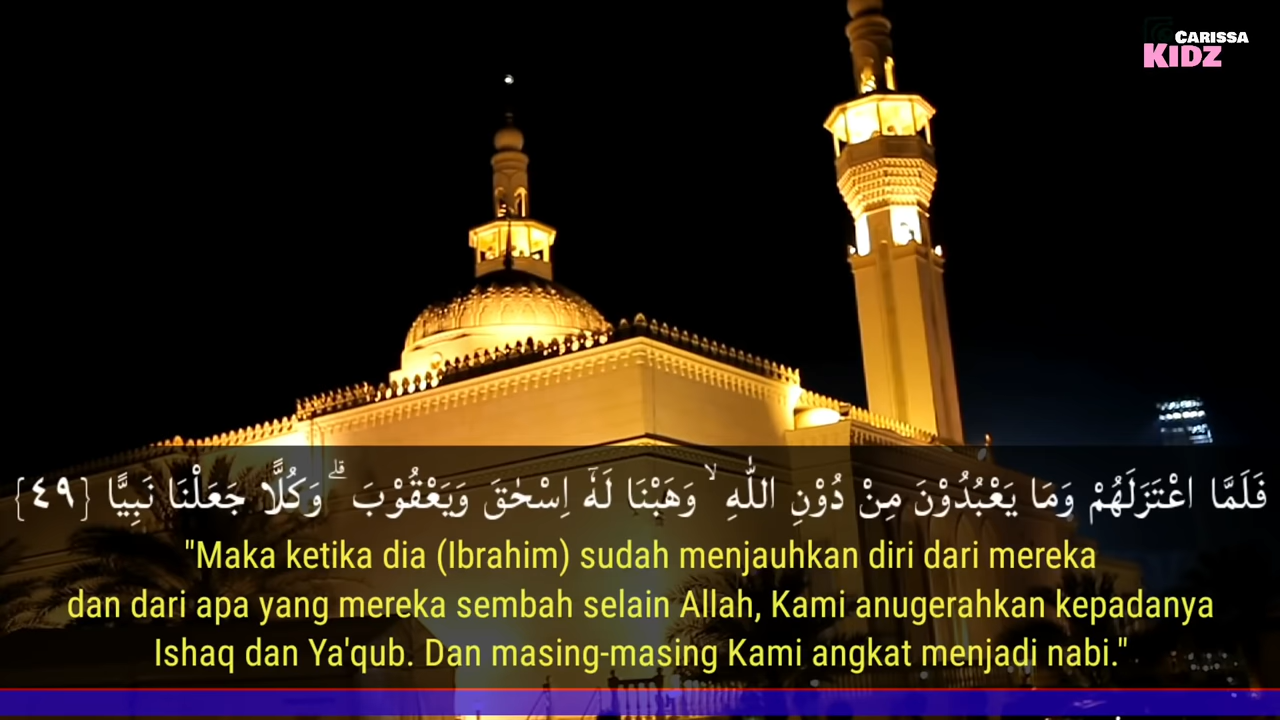 CARISSA
KIDZ
فَلَمَّا اعْتَزَلَهُمْ وَمَا يَعْبُدُوْنَ مِنْ دُوْنِ اللّٰهِ ۙ وَهَبْنَا لَهٗٓ اِسْحٰقَ وَيَعْقُوْبَ ۗ وَكُلًّا جَعَلْنَا نَبِيًّا {٤٩}
"Maka ketika dia (Ibrahim) sudah menjauhkan diri dari mereka
dan dari apa yang mereka sembah selain Allah, Kami anugerahkan kepadanya
Ishaq dan Ya'qub. Dan masing-masing Kami angkat menjadi nabi."